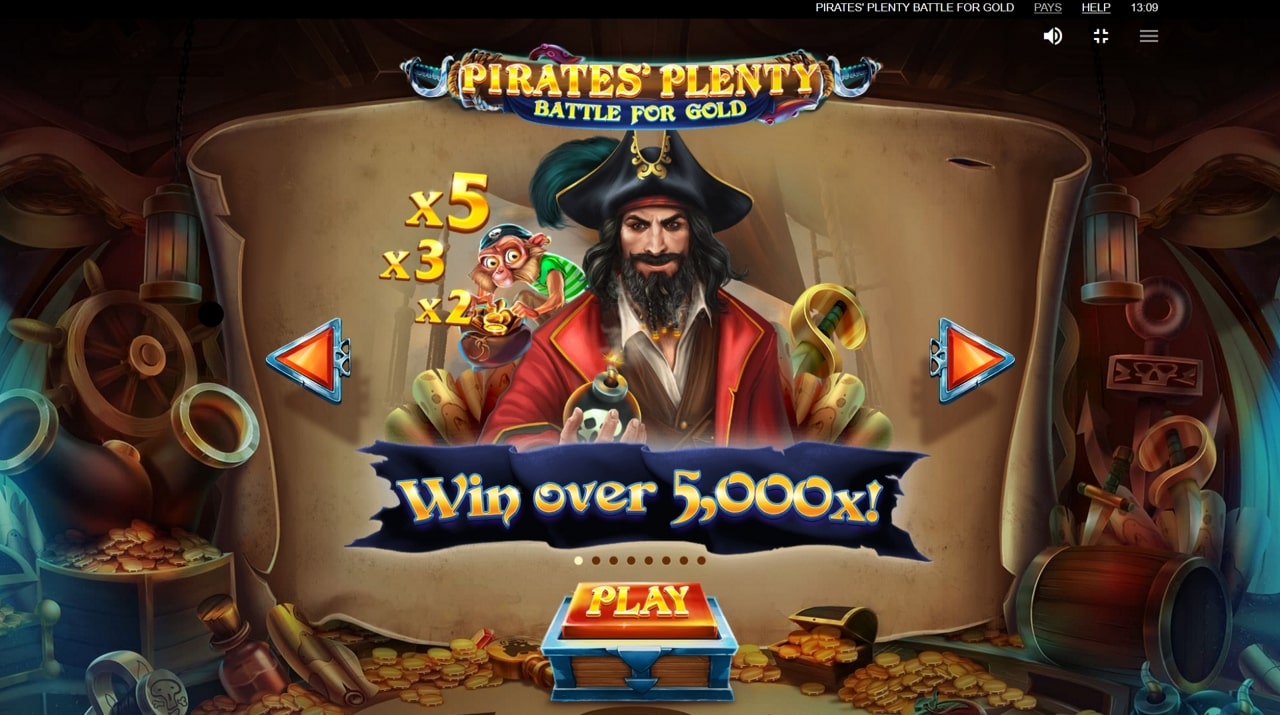 PIRATES' PLENTY BATTLE FOR GOLD PAYS HELP 13:09
PIRATES' PLENTY
BATTLE FOR GOLD
x5
x3
x2
Win over 5,000x!
PLAY